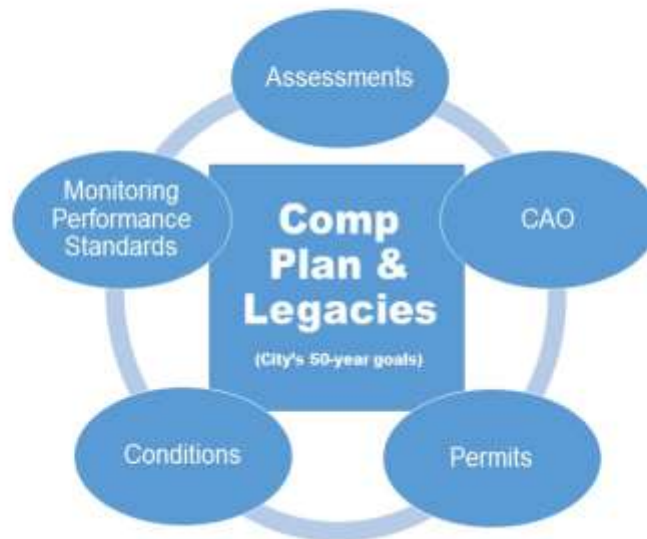 Assessments
Monitoring
Performance
Standards
CAO
Comp
Plan &
Legacies
(City's 50-year goals)
Conditions
Permits